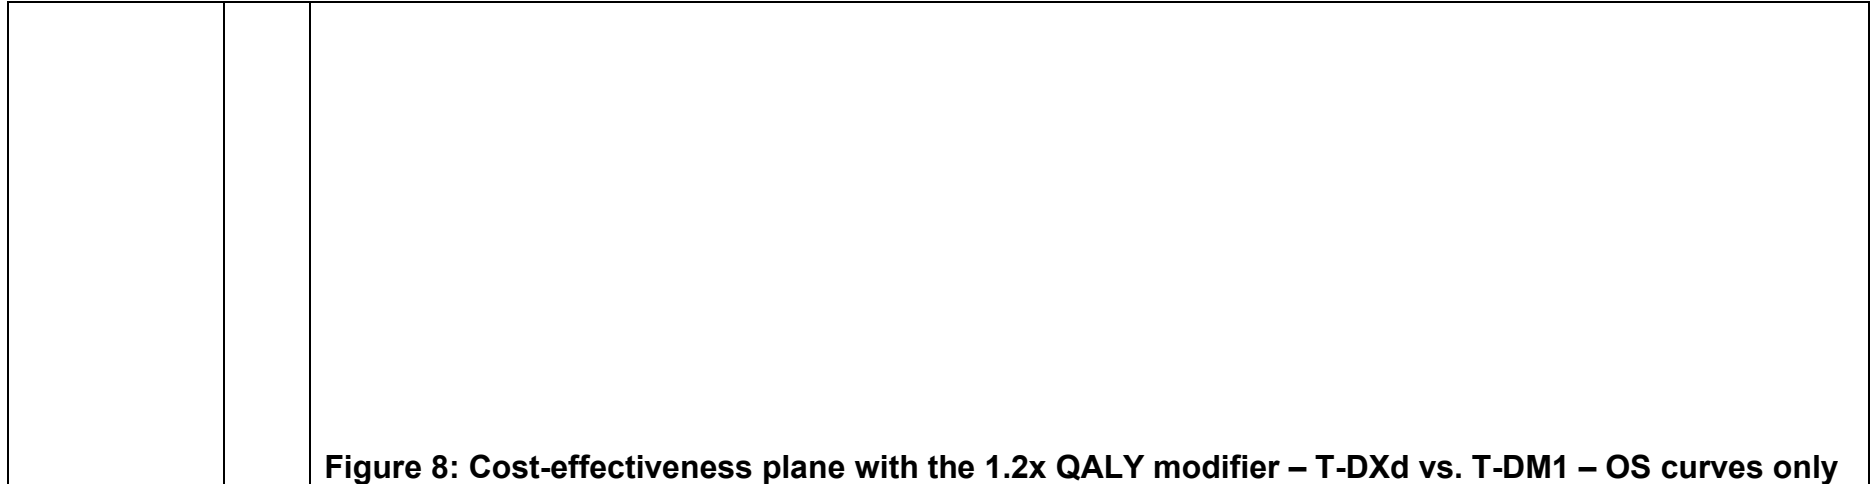 Figure 8: Cost-effectiveness plane with the 1.2x QALY modifier – T-DXd vs. T-DM1 – OS curves only